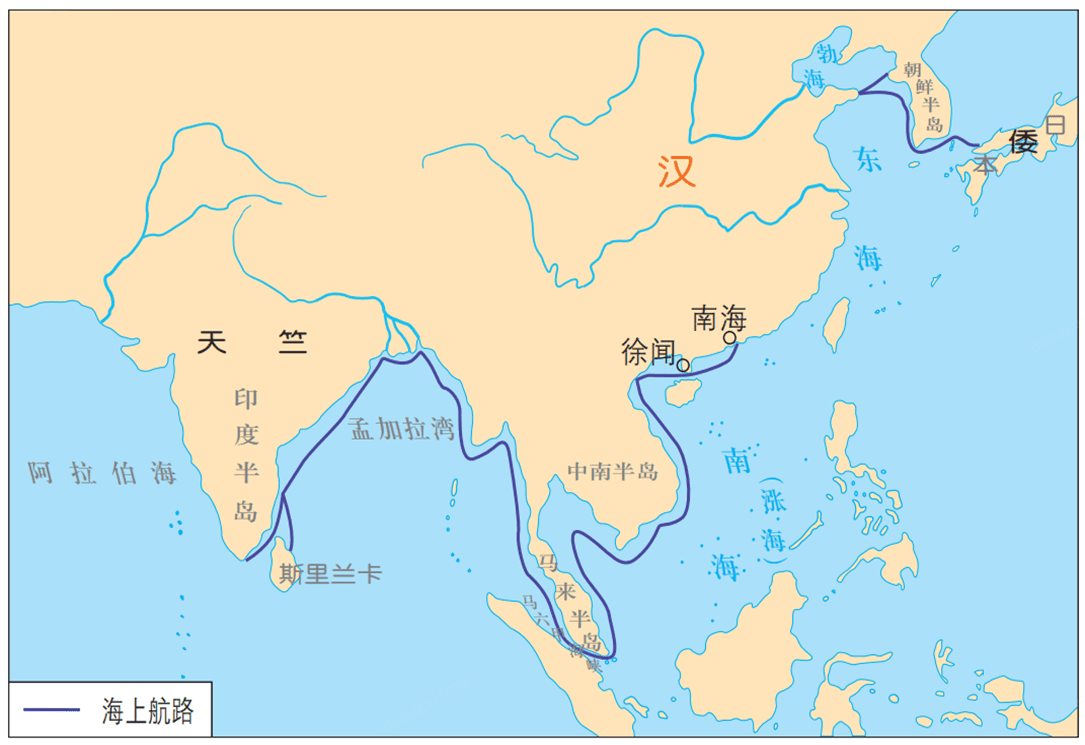 勃海
朝鲜半岛
日本
倭
汉
东海
南海
徐闻
天竺
印度半岛
孟加拉湾
阿拉伯海
中南半岛
南海
(涨海)
斯里兰卡
马来半岛
马六甲海峡
海上航路